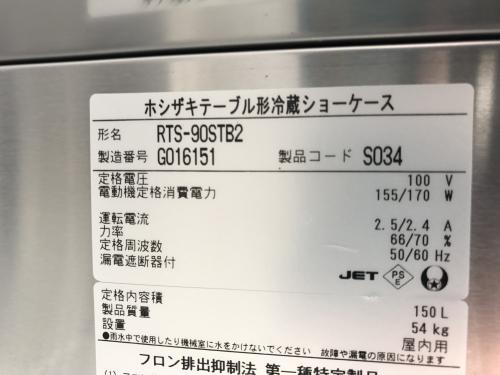 ホシザキテーブル形冷蔵ショーケース
形名 RTS-90STB2
製造番号 G016151 製品コード S034
定格電圧 100 V
電動機定格消費電力 155/170 W
運転電流 2.5/2.4 A
力率 66/70 %
定格周波数 50/60 Hz
漏電遮断器付
JET PSE
定格内容積 150 L
製品質量 54 kg
設置 屋内用
●雨水中で使用したり機械室に水をかけないでください 故障や漏電の原因になります。
フロン排出抑制法 第一種特定製品